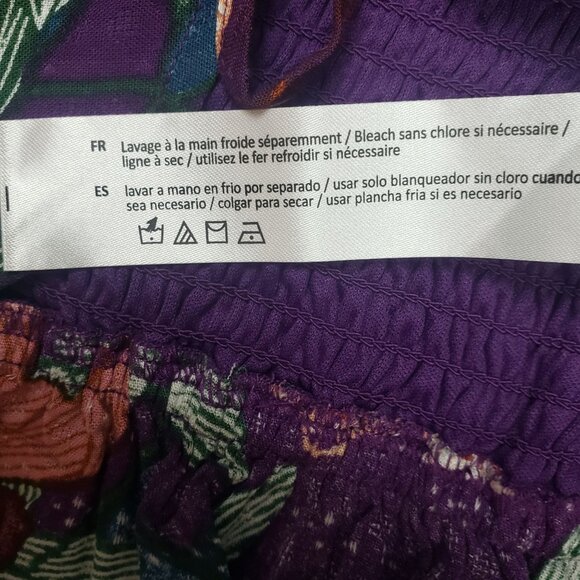 FR Lavage à la main froide séparemment / Bleach sans chlore si nécessaire /
ligne à sec / utilisez le fer refroidir si nécessaire
ES lavar a mano en frio por separado / usar solo blanqueador sin cloro cuando
sea necesario / colgar para secar / usar plancha fria si es necesario